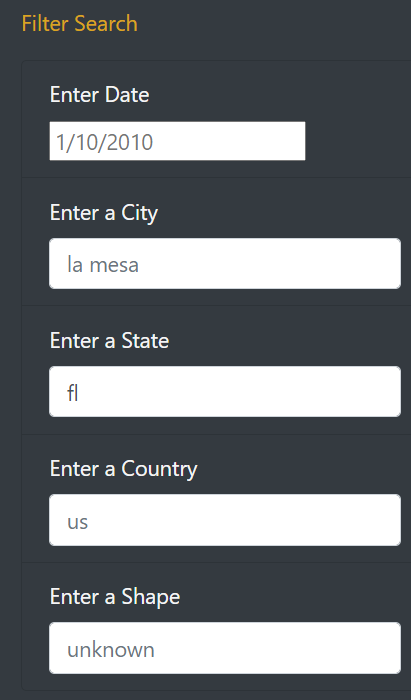 Filter Search
Enter Date
1/10/2010
Enter a City
la mesa
Enter a State
fl
Enter a Country
us
Enter a Shape
unknown